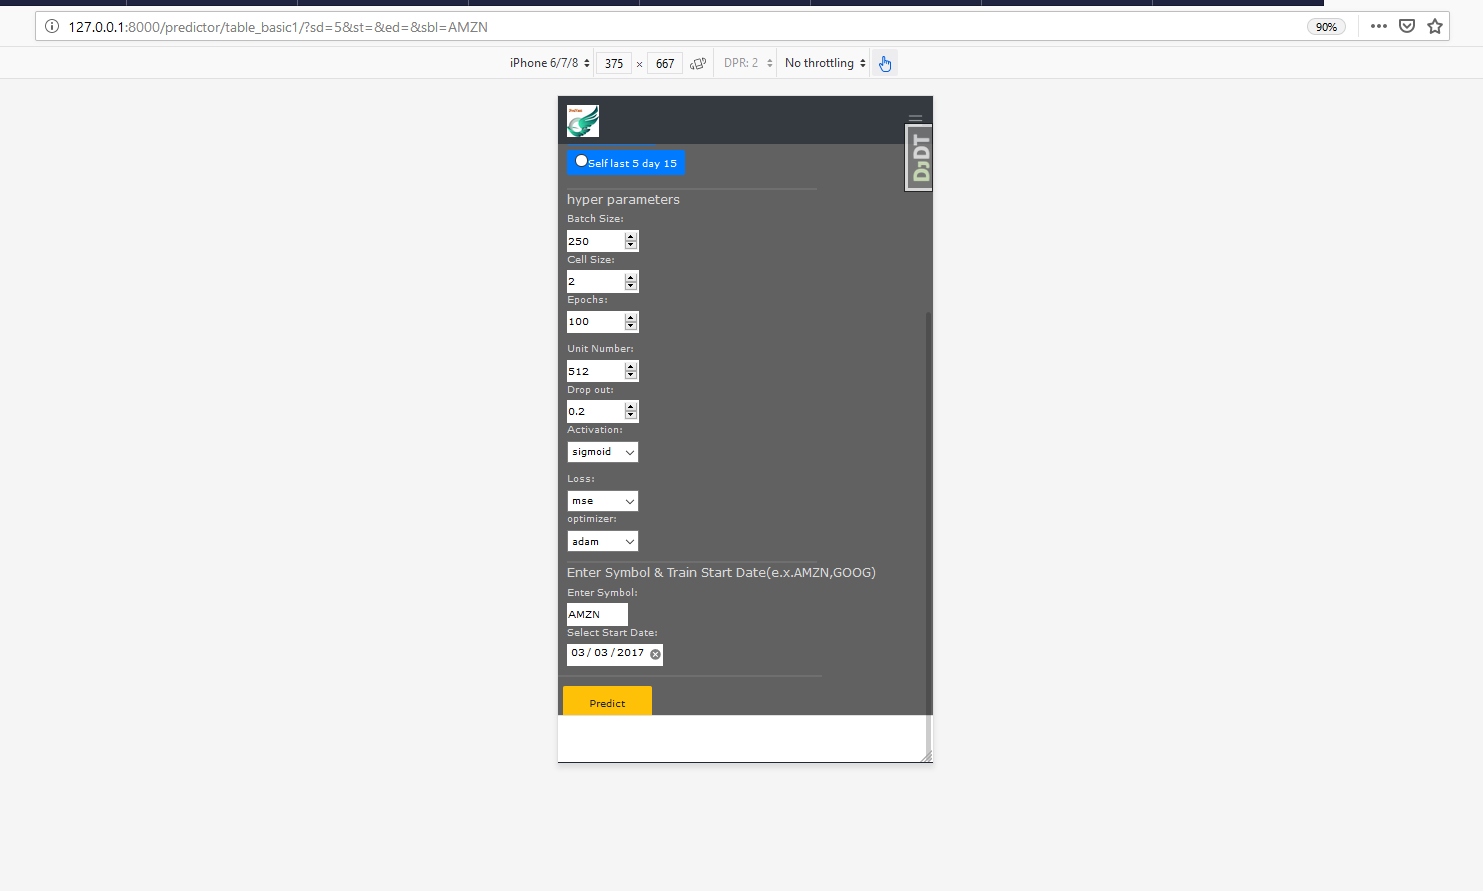 127.0.0.1:8000/predictor/table_basic1/?sd=5&st=&ed=&sbl=AMZN
90%
iPhone 6/7/8
375 × 667
DPR: 2
No throttling
DJDT
Self last 5 day 15
hyper parameters
Batch Size:
250
Cell Size:
2
Epochs:
100
Unit Number:
512
Drop out:
0.2
Activation:
sigmoid
Loss:
mse
optimizer:
adam
Enter Symbol & Train Start Date(e.x.AMZN,GOOG)
Enter Symbol:
AMZN
Select Start Date:
03 / 03 / 2017
Predict